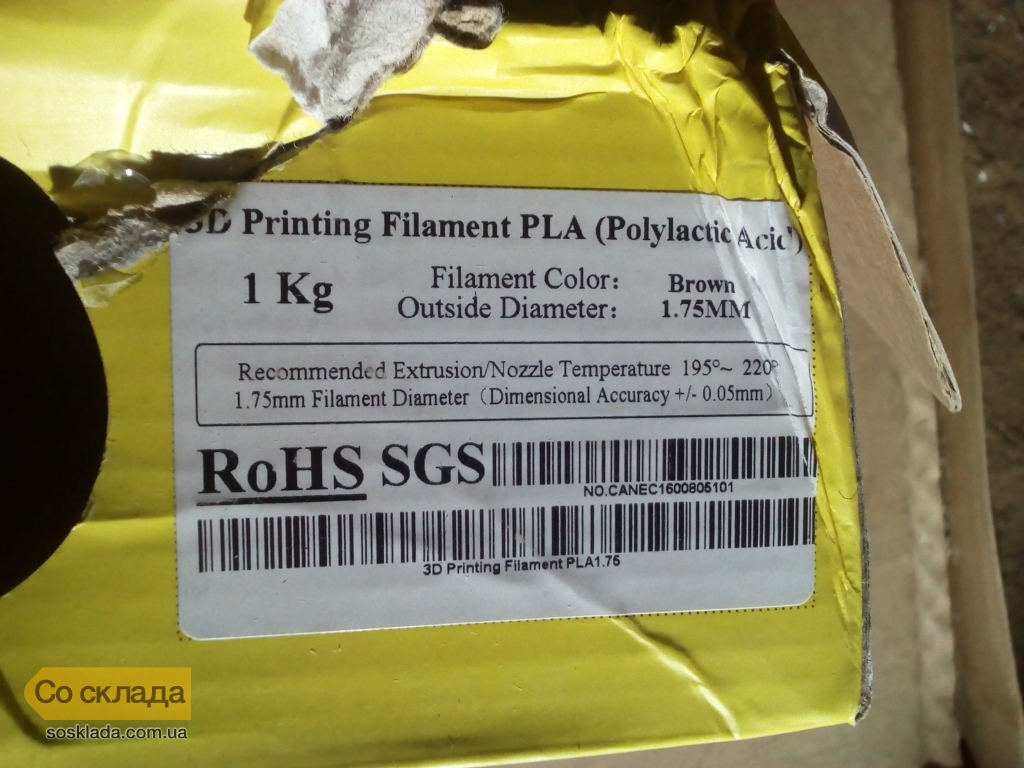 3D Printing Filament PLA (Polylactic Acid)
1 Kg
Filament Color: Brown
Outside Diameter: 1.75MM
Recommended Extrusion/Nozzle Temperature 195°~ 220°
1.75mm Filament Diameter (Dimensional Accuracy +/- 0.05mm)
RoHS SGS
NO.CANEC1600806101
3D Printing Filament PLA1.75
Со склада
sosklada.com.ua